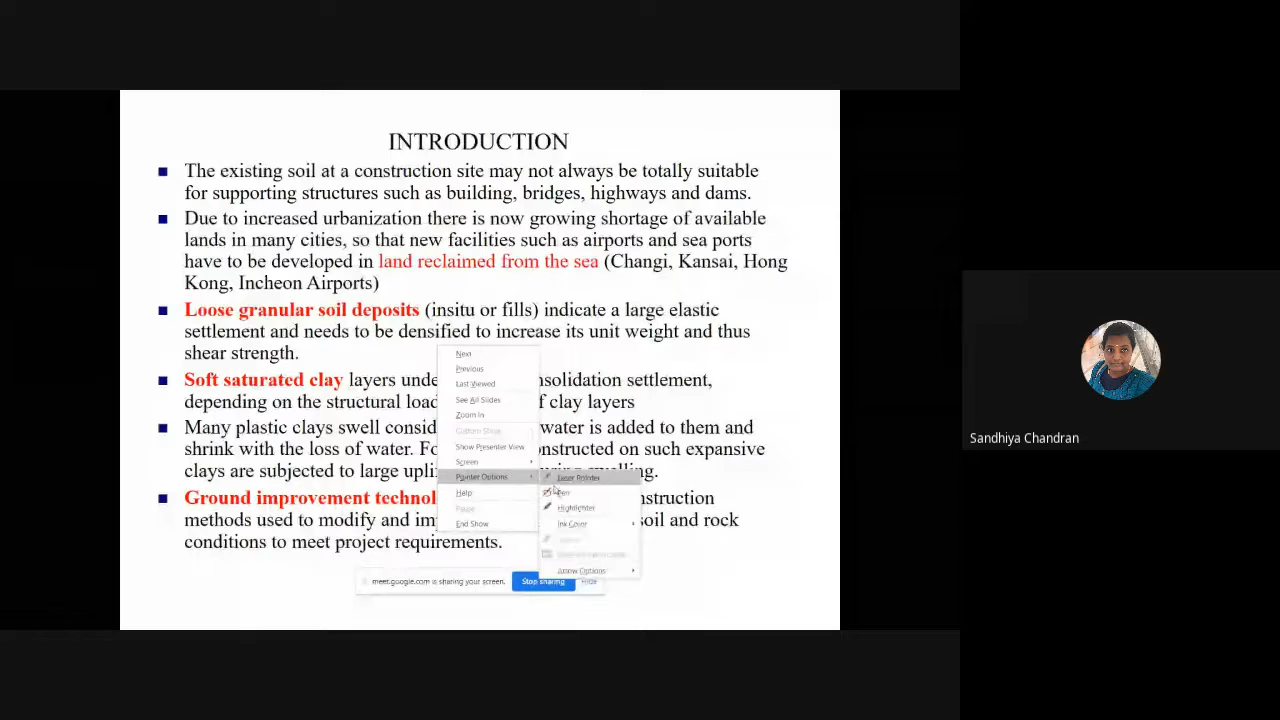 INTRODUCTION
■ The existing soil at a construction site may not always be totally suitable
for supporting structures such as building, bridges, highways and dams.
■ Due to increased urbanization there is now growing shortage of available
lands in many cities, so that new facilities such as airports and sea ports
have to be developed in land reclaimed from the sea (Changi, Kansai, Hong
Kong, Incheon Airports)
■ Loose granular soil deposits (insitu or fills) indicate a large elastic
settlement and needs to be densified to increase its unit weight and thus
shear strength.
■ Soft saturated clay layers unde nsolidation settlement,
depending on the structural load f clay layers
■ Many plastic clays swell consid water is added to them and
shrink with the loss of water. Fo nstructed on such expansive
clays are subjected to large upli swelling.
■ Ground improvement technol nstruction
methods used to modify and im soil and rock
conditions to meet project requirements.
Next
Previous
Last Viewed
See All Slides
Zoom In
Custom Show
Show Presenter View
Screen
Pointer Options
Help
Pause
End Show
Laser Pointer
Pen
Highlighter
Ink Color
Arrow Options
meet.google.com is sharing your screen.
Stop sharing
Hide
Sandhiya Chandran